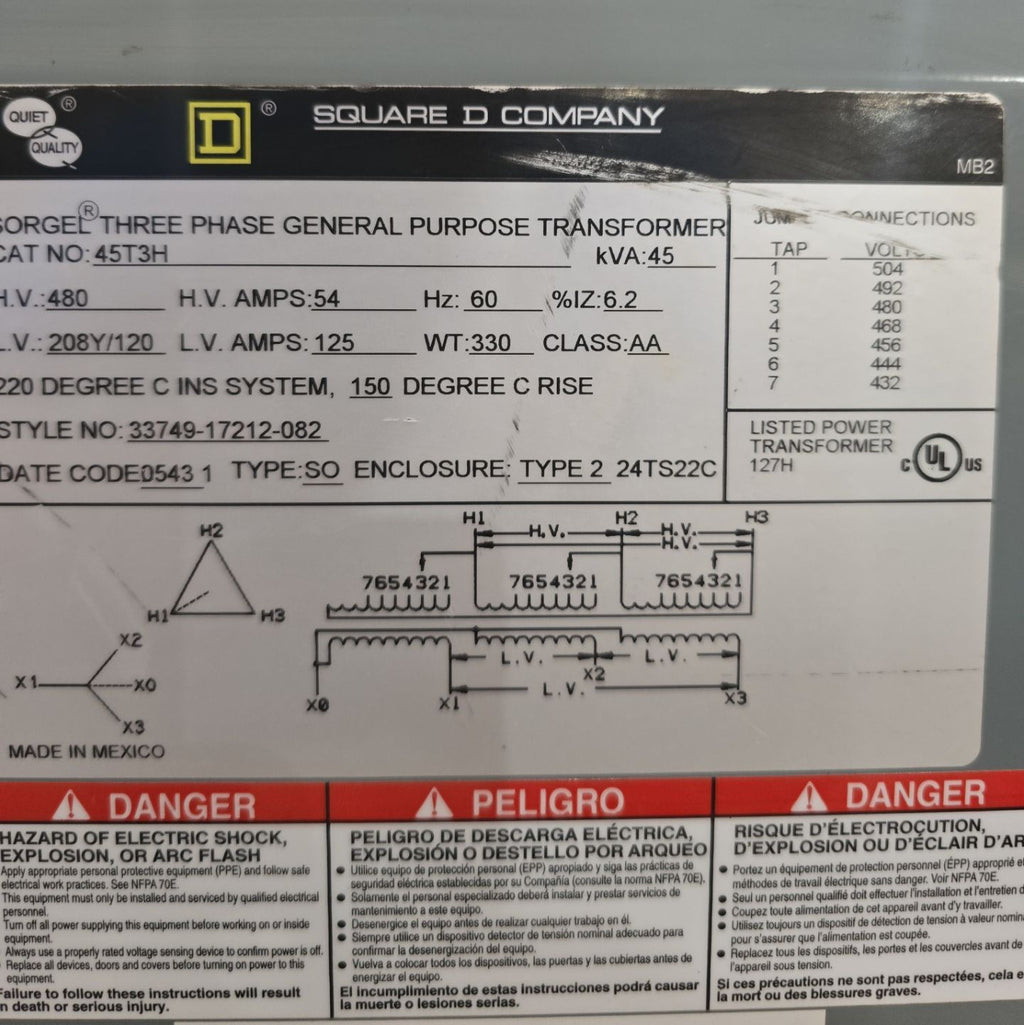 QUIET
QUALITY
®
D
®
SQUARE D COMPANY
MB2
SORGEL® THREE PHASE GENERAL PURPOSE TRANSFORMER
CAT NO: 45T3H kVA: 45
H.V.: 480 H.V. AMPS: 54 Hz: 60 %IZ: 6.2
L.V.: 208Y/120 L.V. AMPS: 125 WT: 330 CLASS: AA
220 DEGREE C INS SYSTEM, 150 DEGREE C RISE
STYLE NO: 33749-17212-082
DATE CODE 0543 1 TYPE: SO ENCLOSURE: TYPE 2 24TS22C
CONNECTIONS
TAP
1 504
2 492
3 480
4 468
5 456
6 444
7 432
LISTED POWER
TRANSFORMER
127H
C UL US
H1 H2 H3
H.V. H.V.
H.V.
7654321 7654321 7654321
H2
H1 H3
X2
X1 X0
X3
L.V. L.V.
X2
L.V.
X0 X1 X3
MADE IN MEXICO
DANGER
HAZARD OF ELECTRIC SHOCK,
EXPLOSION, OR ARC FLASH
Apply appropriate personal protective equipment (PPE) and follow safe
electrical work practices. See NFPA 70E.
This equipment must only be installed and serviced by qualified electrical
personnel.
Turn off all power supplying this equipment before working on or inside
equipment.
Always use a properly rated voltage sensing device to confirm power is off.
Replace all devices, doors and covers before turning on power to this
equipment.
Failure to follow these instructions will result
in death or serious injury.
PELIGRO
PELIGRO DE DESCARGA ELÉCTRICA,
EXPLOSIÓN O DESTELLO POR ARQUEO
• Utilice equipo de protección personal (EPP) apropiado y siga las prácticas de
seguridad eléctrica establecidas por su Compañía (consulte la norma NFPA 70E).
• Solamente el personal especializado deberá instalar y prestar servicios de
mantenimiento a este equipo.
• Desenergice el equipo antes de realizar cualquier trabajo en él.
• Siempre utilice un dispositivo detector de tensión nominal adecuado para
confirmar la desenergización del equipo.
• Vuelva a colocar todos los dispositivos, las puertas y las cubiertas antes de
energizar el equipo.
El incumplimiento de estas instrucciones podrá causar
la muerte o lesiones serias.
DANGER
RISQUE D'ÉLECTROCUTION,
D'EXPLOSION OU D'ÉCLAIR D'AR
• Portez un équipement de protection personnel (ÉPP) approprié et
méthodes de travail électrique sans danger. Voir NFPA 70E.
• Seul un personnel qualifié doit effectuer l'installation et l'entretien d
• Coupez toute alimentation de cet appareil avant d'y travailler.
• Utilisez toujours un dispositif de détection de tension à valeur nomina
pour s'assurer que l'alimentation est coupée.
• Replacez tous les dispositifs, les portes et les couvercles avant de
l'appareil sous tension.
Si ces précautions ne sont pas respectées, cela e
la mort ou des blessures graves.